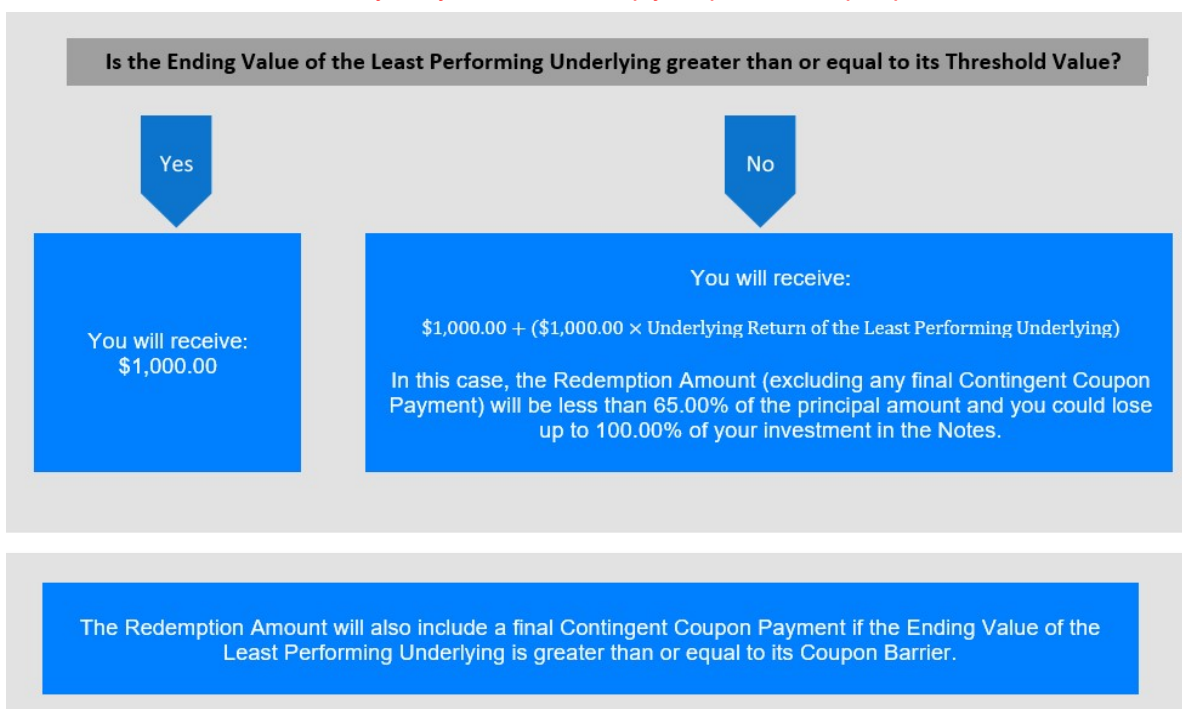 Is the Ending Value of the Least Performing Underlying greater than or equal to its Threshold Value?
Yes
No
You will receive:
$1,000.00
You will receive:
$1,000.00 + ($1,000.00 × Underlying Return of the Least Performing Underlying)
In this case, the Redemption Amount (excluding any final Contingent Coupon
Payment) will be less than 65.00% of the principal amount and you could lose
up to 100.00% of your investment in the Notes.
The Redemption Amount will also include a final Contingent Coupon Payment if the Ending Value of the
Least Performing Underlying is greater than or equal to its Coupon Barrier.